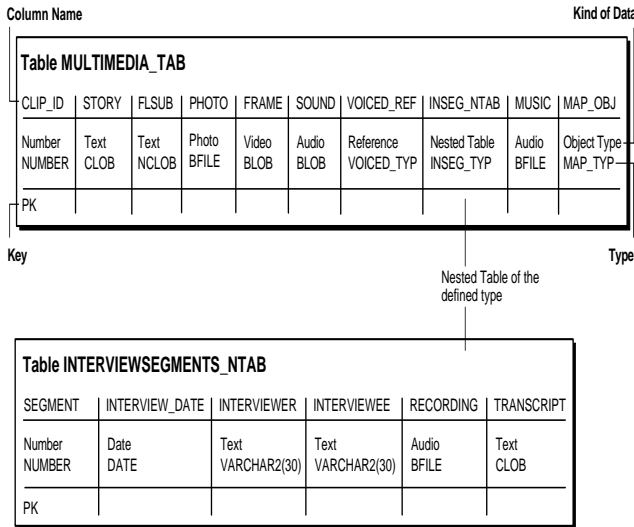 Column Name
Kind of Data
Table MULTIMEDIA_TAB
CLIP_ID | STORY | FLSUB | PHOTO | FRAME | SOUND | VOICED_REF | INSEG_NTAB | MUSIC | MAP_OBJ
Number Text Text Photo Video Audio Reference Nested Table Audio Object Type
NUMBER CLOB NCLOB BFILE BLOB BLOB VOICED_TYP INSEG_TYP BFILE MAP_TYP
PK
Key
Type
Nested Table of the
defined type
Table INTERVIEWSEGMENTS_NTAB
SEGMENT | INTERVIEW_DATE | INTERVIEWER | INTERVIEWEE | RECORDING | TRANSCRIPT
Number Date Text Text Audio Text
NUMBER DATE VARCHAR2(30) VARCHAR2(30) BFILE CLOB
PK